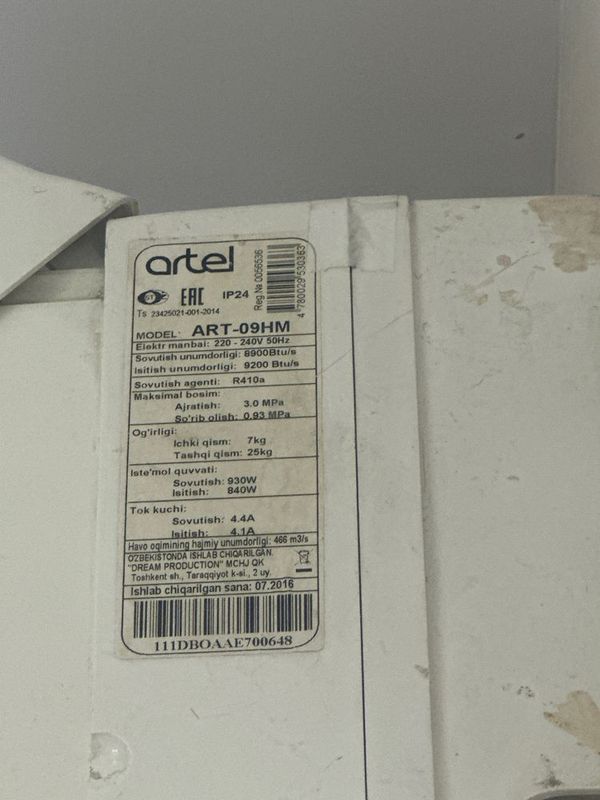 artel
EAC IP24
Ts 23425021-001-2014
Reg.№ 0056536
4 780029 530363
MODEL: ART-09HM
Elektr manbai: 220 - 240V 50Hz
Sovutish unumdorligi: 8900Btu/s
Isitish unumdorligi: 9200 Btu/s
Sovutish agenti: R410a
Maksimal bosim:
Ajratish: 3.0 MPa
So'rib olish: 0.93 MPa
Og'irligi:
Ichki qism: 7kg
Tashqi qism: 25kg
Iste'mol quvvati:
Sovutish: 930W
Isitish: 840W
Tok kuchi:
Sovutish: 4.4A
Isitish: 4.1A
Havo oqimining hajmiy unumdorligi: 466 m3/s
O'ZBEKISTONDA ISHLAB CHIQARILGAN.
"DREAM PRODUCTION" MCHJ QK
Toshkent sh., Taraqqiyot k-si., 2 uy.
Ishlab chiqarilgan sana: 07.2016
111DBOAAE700648